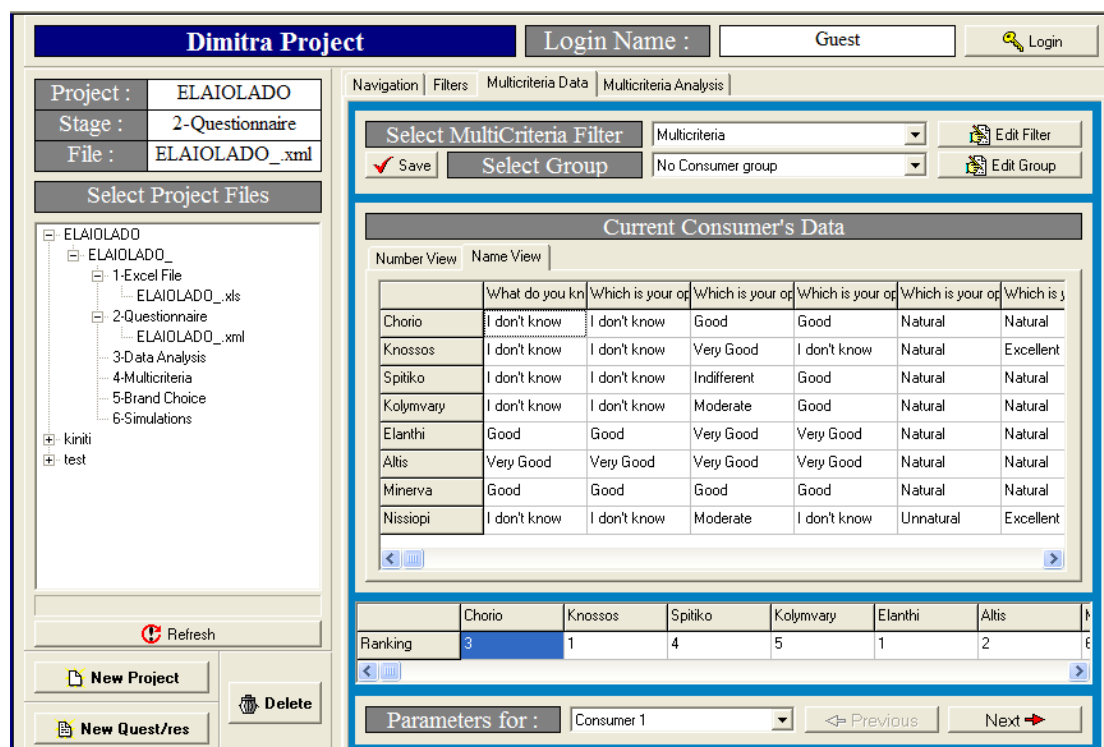 Dimitra Project
Login Name :
Guest
Login
Project :
ELAIOLADO
Stage :
2-Questionnaire
File :
ELAIOLADO_.xml
Select Project Files
ELAIOLADO
ELAIOLADO_
1-Excel File
ELAIOLADO_.xls
2-Questionnaire
ELAIOLADO_.xml
3-Data Analysis
4-Multicriteria
5-Brand Choice
6-Simulations
kiniti
test
Refresh
New Project
New Quest/res
Delete
Navigation Filters Multicriteria Data Multicriteria Analysis
Select MultiCriteria Filter Multicriteria Edit Filter
Save Select Group No Consumer group Edit Group
Current Consumer's Data
Number View Name View
What do you kn Which is your op Which is your op Which is your op Which is your op Which is y
Chorio I don't know I don't know Good Good Natural Natural
Knossos I don't know I don't know Very Good I don't know Natural Excellent
Spitiko I don't know I don't know Indifferent Good Natural Natural
Kolymvary I don't know I don't know Moderate Good Natural Natural
Elanthi Good Good Very Good Very Good Natural Natural
Altis Very Good Very Good Very Good Very Good Natural Natural
Minerva Good Good Good Good Natural Natural
Nissiopi I don't know I don't know Moderate I don't know Unnatural Excellent
Chorio Knossos Spitiko Kolymvary Elanthi Altis
Ranking 3 1 4 5 1 2
Parameters for : Consumer 1 Previous Next